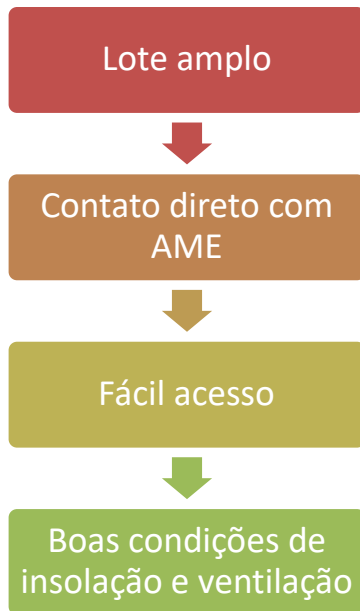 Lote amplo
Contato direto com
AME
Fácil acesso
Boas condições de
insolação e ventilação